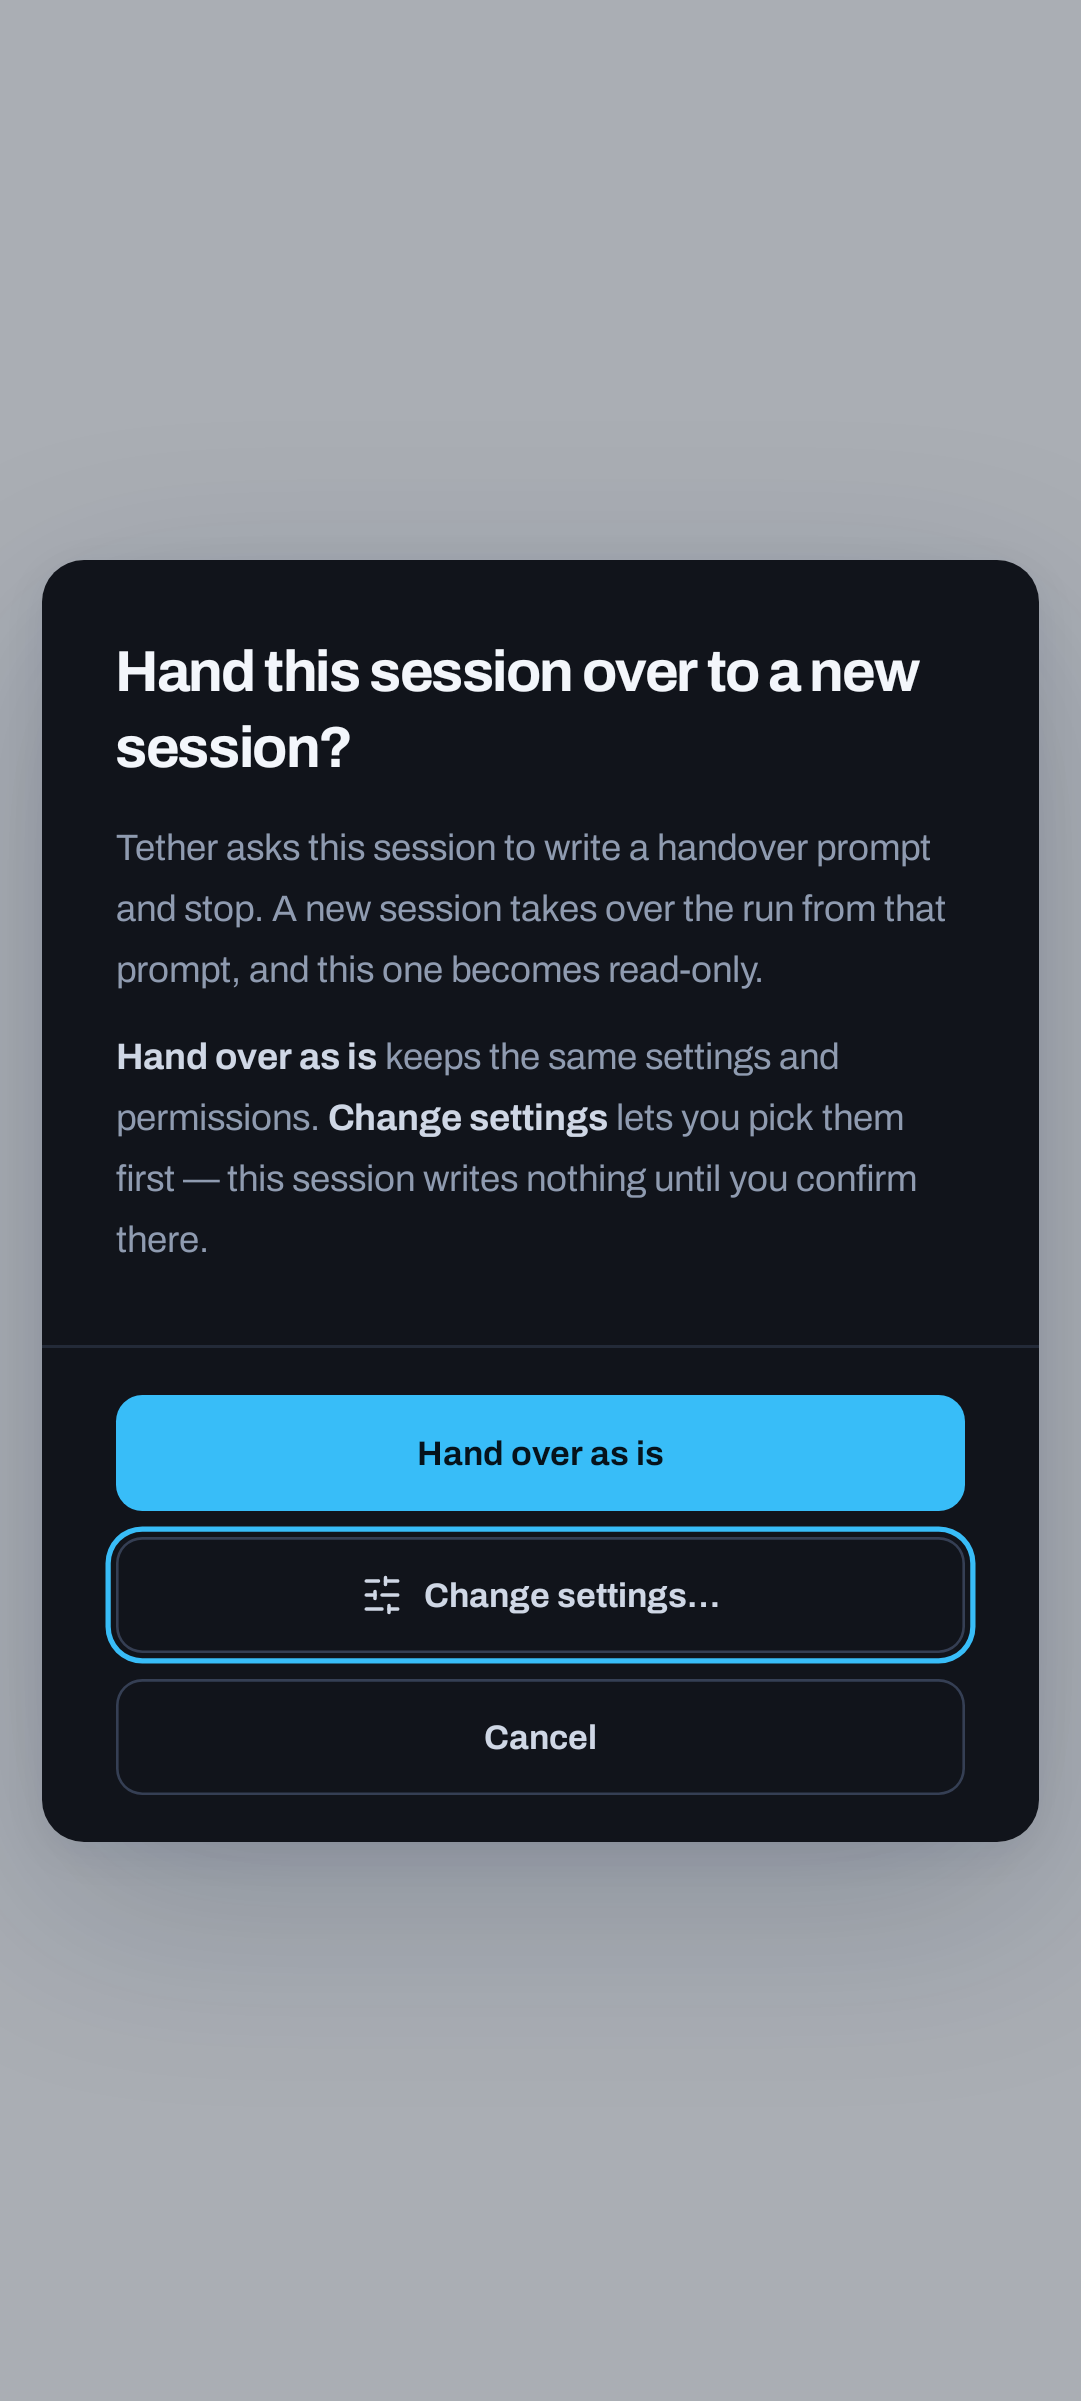 Hand this session over to a new
session?
Tether asks this session to write a handover prompt
and stop. A new session takes over the run from that
prompt, and this one becomes read-only.
Hand over as is keeps the same settings and
permissions. Change settings lets you pick them
first — this session writes nothing until you confirm
there.
Hand over as is
Change settings...
Cancel